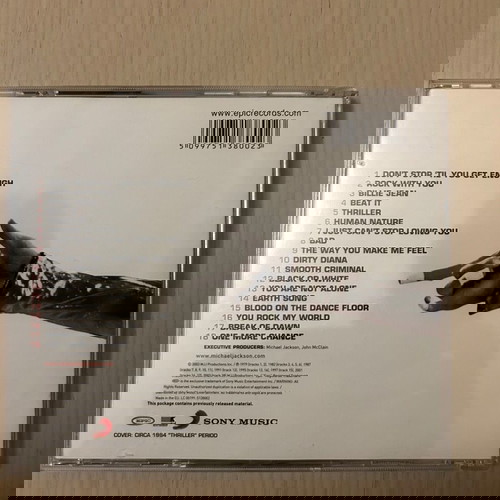 www.epicrecords.com
5 099751 380023
1 DON'T STOP 'TIL YOU GET ENOUGH
2 ROCK WITH YOU
3 BILLIE JEAN
4 BEAT IT
5 THRILLER
6 HUMAN NATURE
7 I JUST CAN'T STOP LOVING YOU
8 BAD
9 THE WAY YOU MAKE ME FEEL
10 DIRTY DIANA
11 SMOOTH CRIMINAL
12 BLACK OR WHITE
13 YOU ARE NOT ALONE
14 EARTH SONG
15 BLOOD ON THE DANCE FLOOR
16 YOU ROCK MY WORLD
17 BREAK OF DAWN
18 ONE MORE CHANCE
EXECUTIVE PRODUCERS: Michael Jackson, John McClain
www.michaeljackson.com
This package contains previously released material.
epic
SONY MUSIC
COVER: CIRCA 1694 "THRILLER" PERIOD